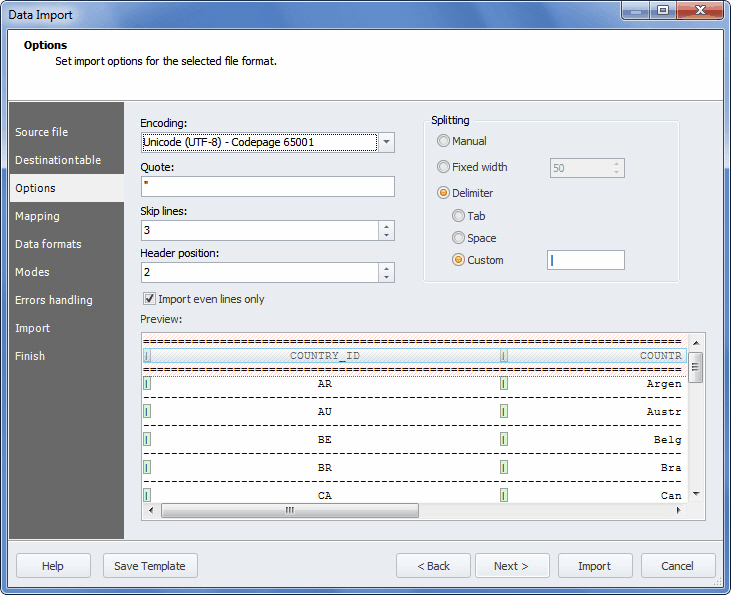 Data Import
Options
Set import options for the selected file format.
Source file
Destinationtable
Options
Mapping
Data formats
Modes
Errors handling
Import
Finish
Encoding:
Unicode (UTF-8) - Codepage 65001
Quote:
"
Skip lines:
3
Header position:
2
Import even lines only
Splitting
Manual
Fixed width 50
Delimiter
Tab
Space
Custom |
Preview:
| COUNTRY_ID | COUNTR
| AR | Argen
| AU | Austr
| BE | Belg
| BR | Bra
| CA | Can
Help Save Template < Back Next > Import Cancel